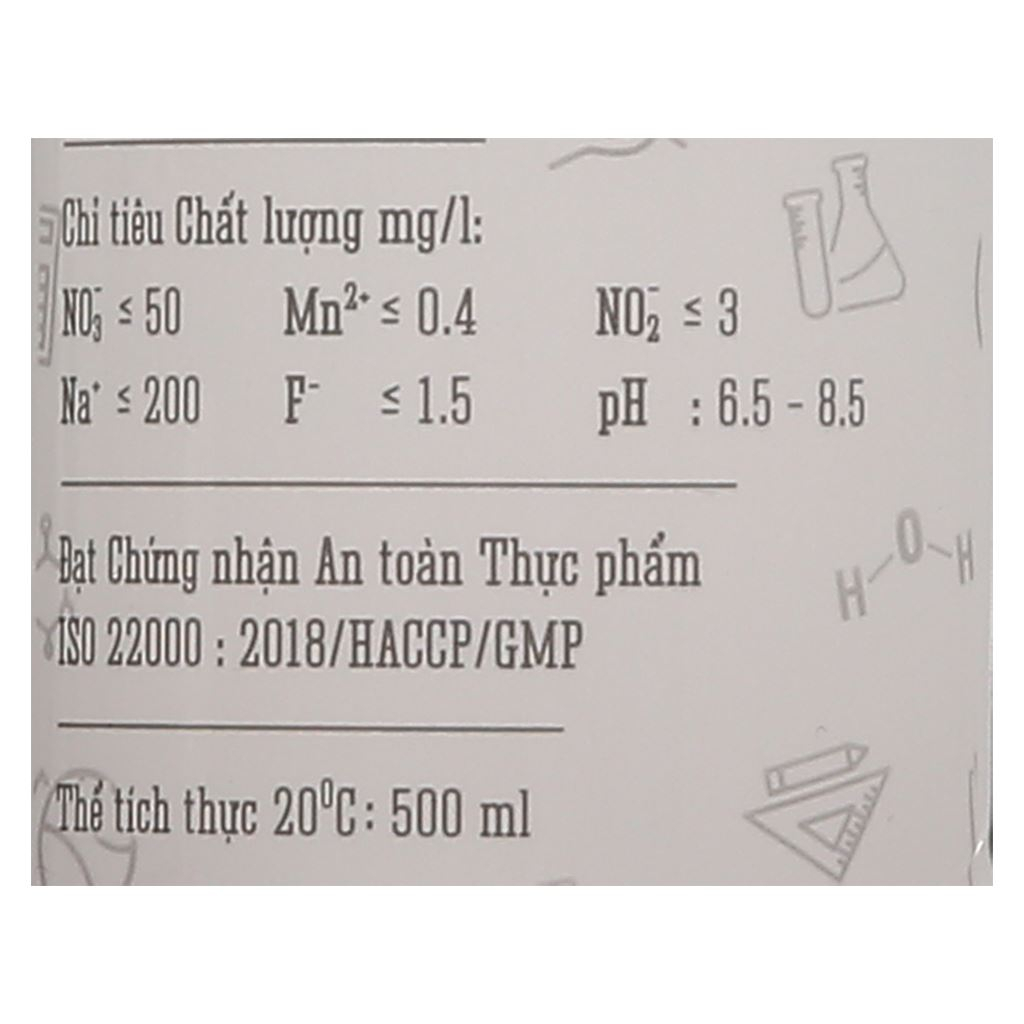 Chỉ tiêu Chất lượng mg/l:
NO₃⁻ ≤ 50 Mn²⁺ ≤ 0.4 NO₂⁻ ≤ 3
Na⁺ ≤ 200 F⁻ ≤ 1.5 pH : 6.5 - 8.5
Đạt Chứng nhận An toàn Thực phẩm
ISO 22000 : 2018/HACCP/GMP
H-O-H
Thể tích thực 20⁰C: 500 ml